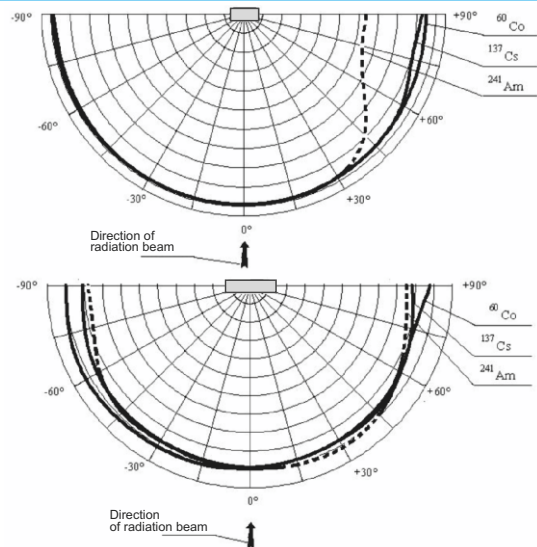 -90°
+90°
60Co
137Cs
241Am
-60°
+60°
-30°
+30°
0°
Direction of
radiation beam
-90°
+90°
60Co
137Cs
241Am
-60°
+60°
-30°
+30°
0°
Direction
of radiation beam